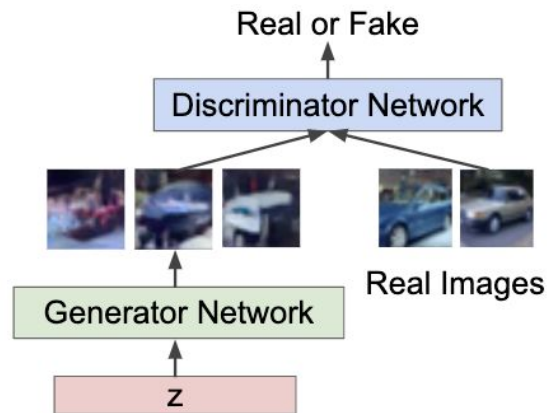 Real or Fake
Discriminator Network
Real Images
Generator Network
z